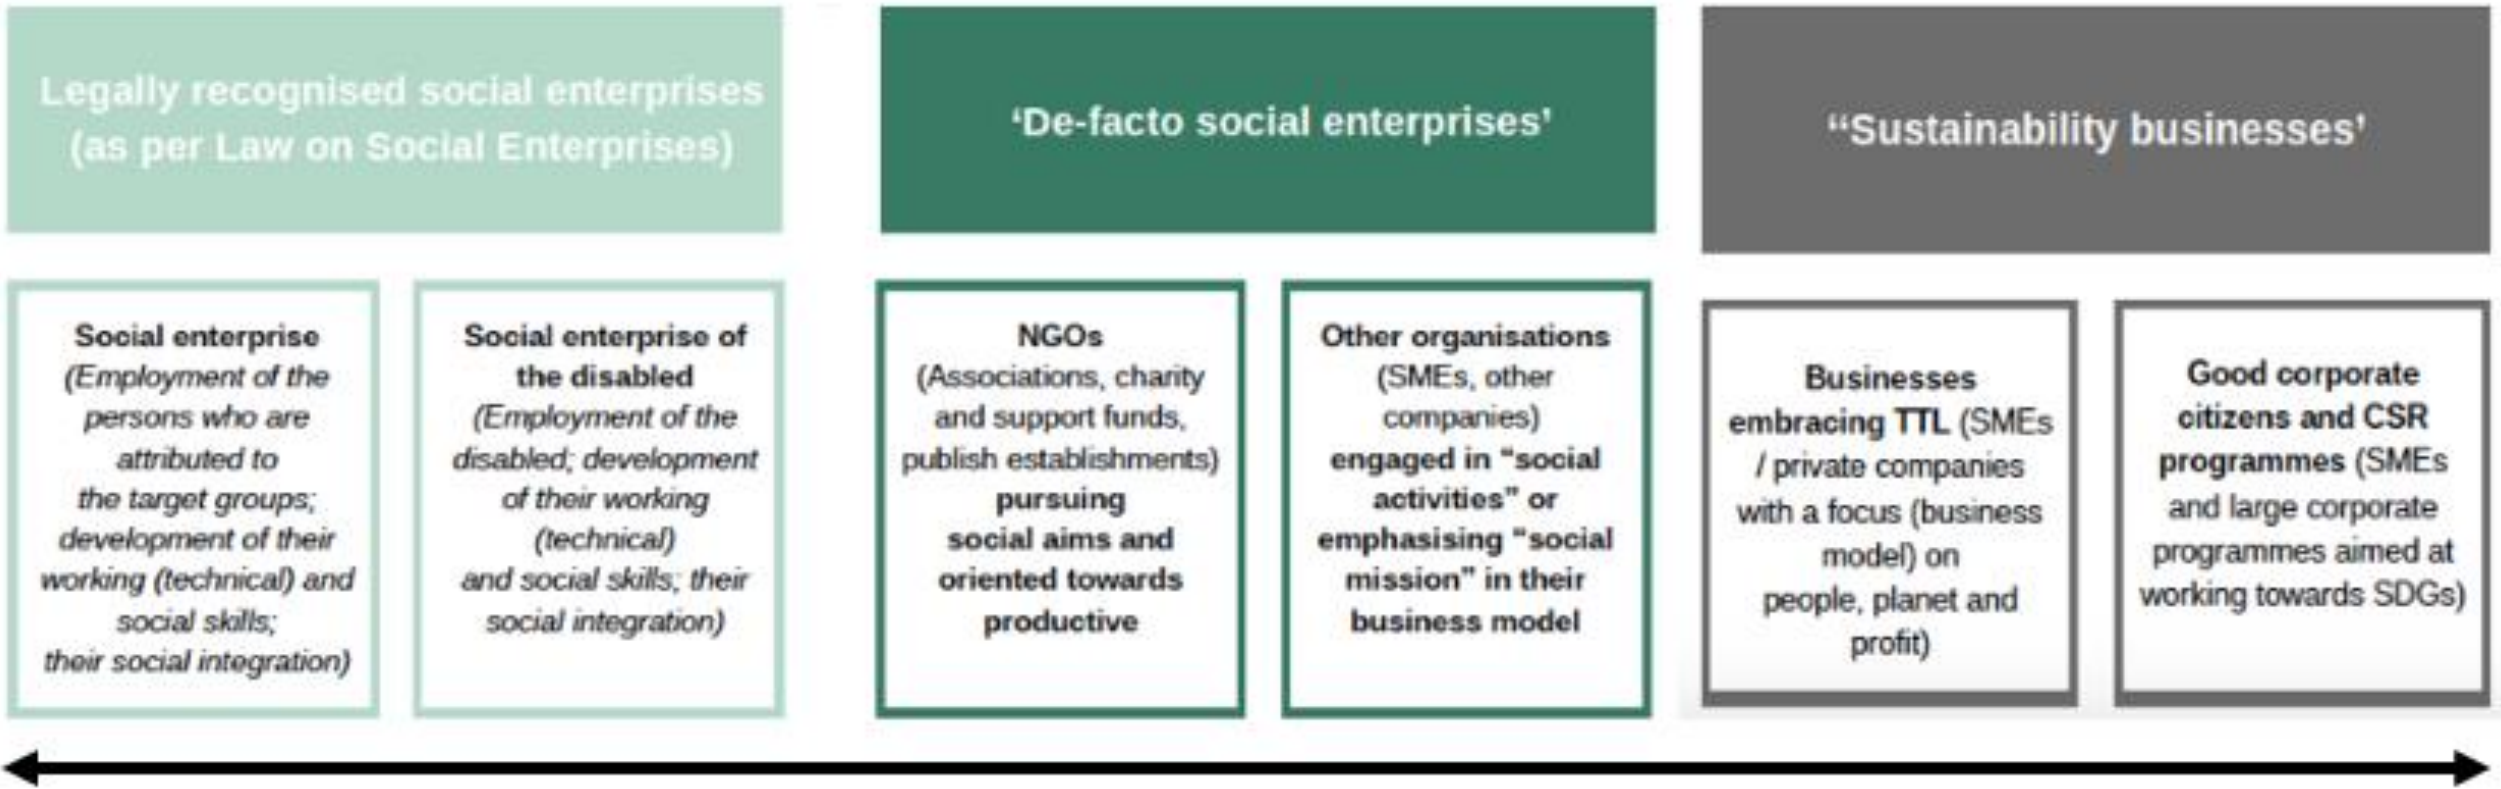 Legally recognised social enterprises
(as per Law on Social Enterprises)
‘De-facto social enterprises’
“Sustainability businesses’
Social enterprise
(Employment of the
persons who are
attributed to
the target groups;
development of their
working (technical) and
social skills;
their social integration)
Social enterprise of
the disabled
(Employment of the
disabled; development
of their working
(technical)
and social skills; their
social integration)
NGOs
(Associations, charity
and support funds,
publish establishments)
pursuing
social aims and
oriented towards
productive
Other organisations
(SMEs, other
companies)
engaged in “social
activities” or
emphasising “social
mission” in their
business model
Businesses
embracing TTL (SMEs
/ private companies
with a focus (business
model) on
people, planet and
profit)
Good corporate
citizens and CSR
programmes (SMEs
and large corporate
programmes aimed at
working towards SDGs)